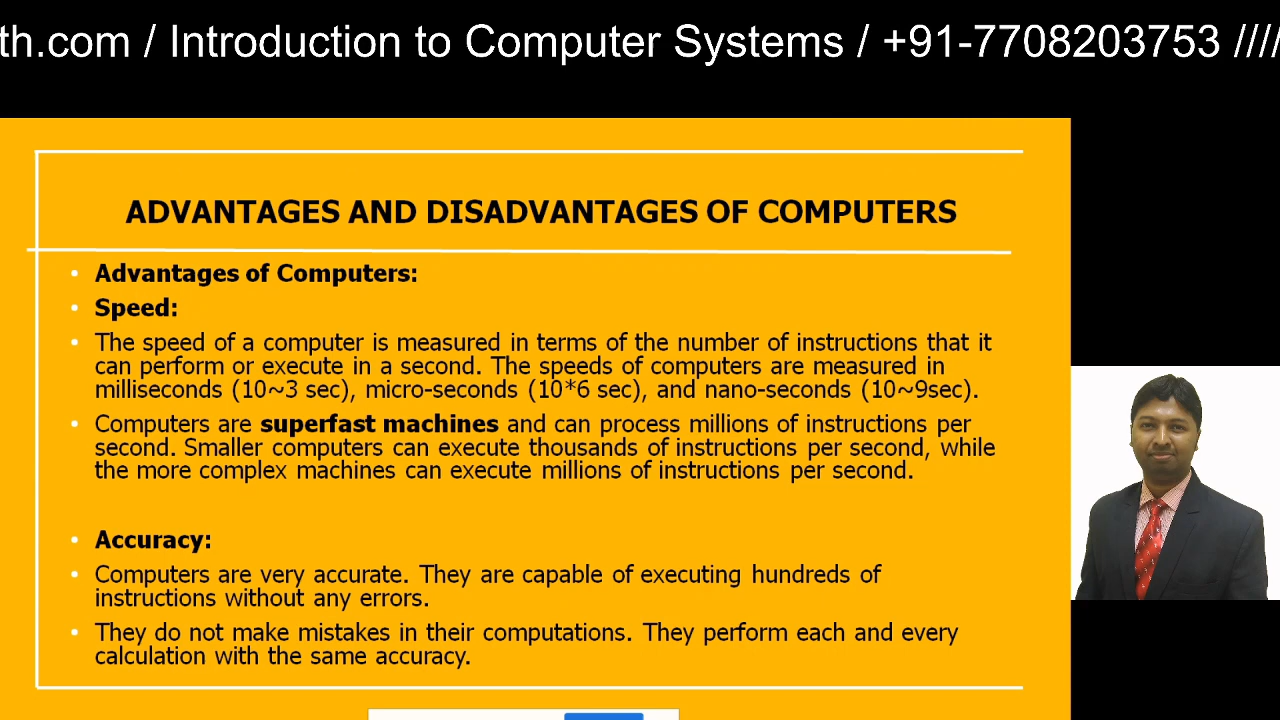 th.com / Introduction to Computer Systems / +91-7708203753 ////
ADVANTAGES AND DISADVANTAGES OF COMPUTERS
• Advantages of Computers:
• Speed:
• The speed of a computer is measured in terms of the number of instructions that it
can perform or execute in a second. The speeds of computers are measured in
milliseconds (10~3 sec), micro-seconds (10*6 sec), and nano-seconds (10~9sec).
• Computers are superfast machines and can process millions of instructions per
second. Smaller computers can execute thousands of instructions per second, while
the more complex machines can execute millions of instructions per second.
• Accuracy:
• Computers are very accurate. They are capable of executing hundreds of
instructions without any errors.
• They do not make mistakes in their computations. They perform each and every
calculation with the same accuracy.